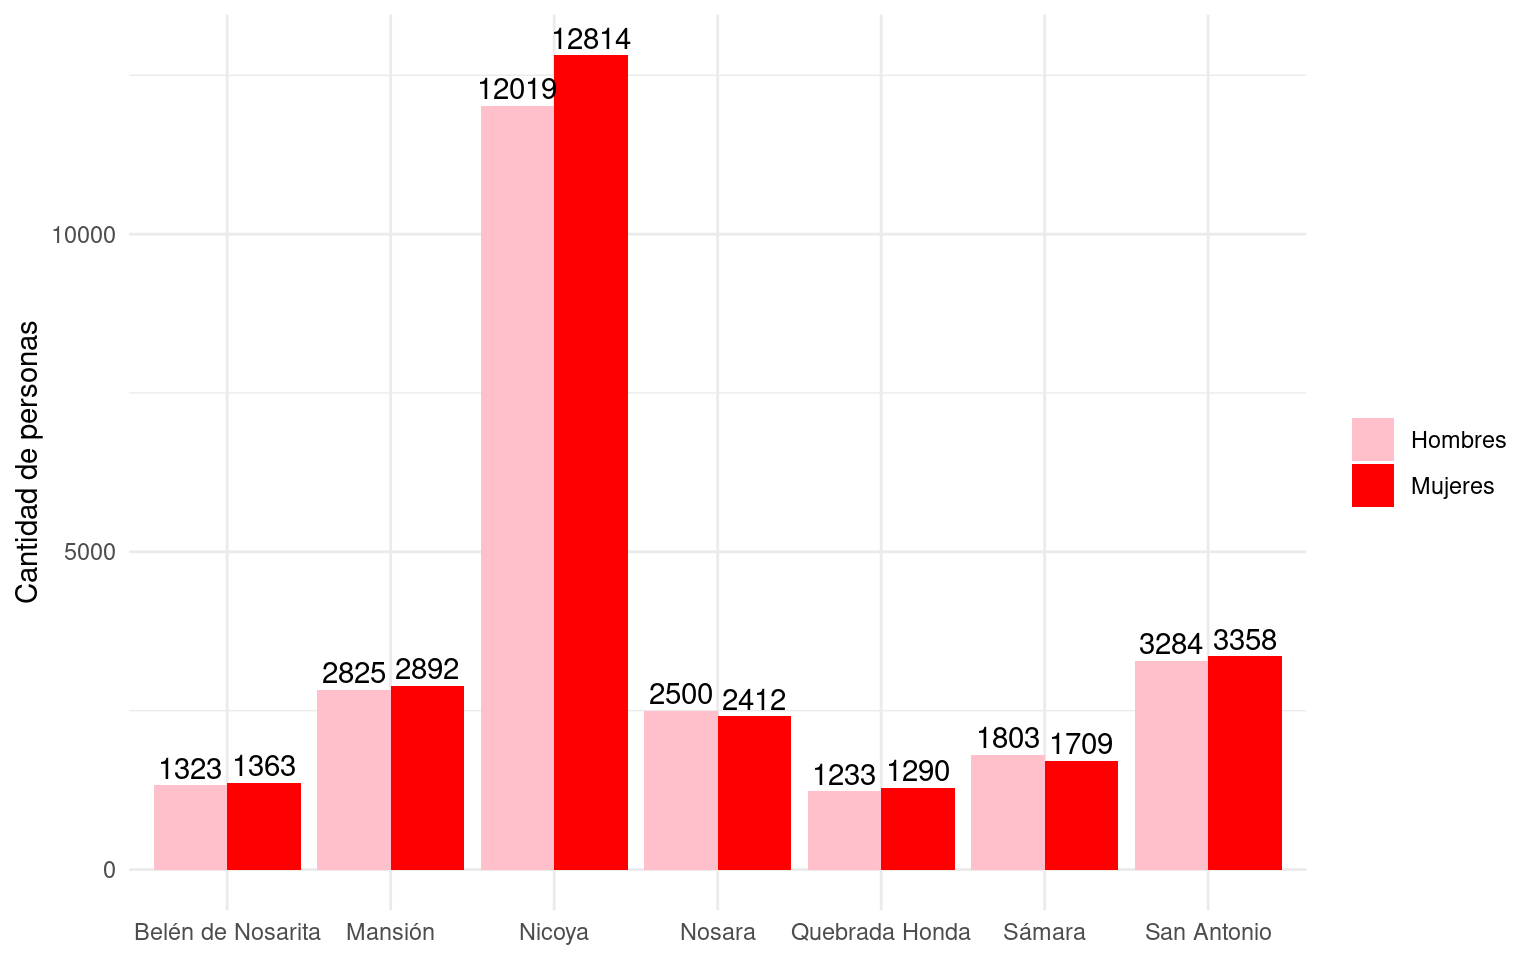 Cantidad de personas
10000
5000
0
1323
1363
2825
2892
12019
12814
2500
2412
1233
1290
1803
1709
3284
3358
Belén de Nosarita
Mansión
Nicoya
Nosara
Quebrada Honda
Sámara
San Antonio
Hombres
Mujeres